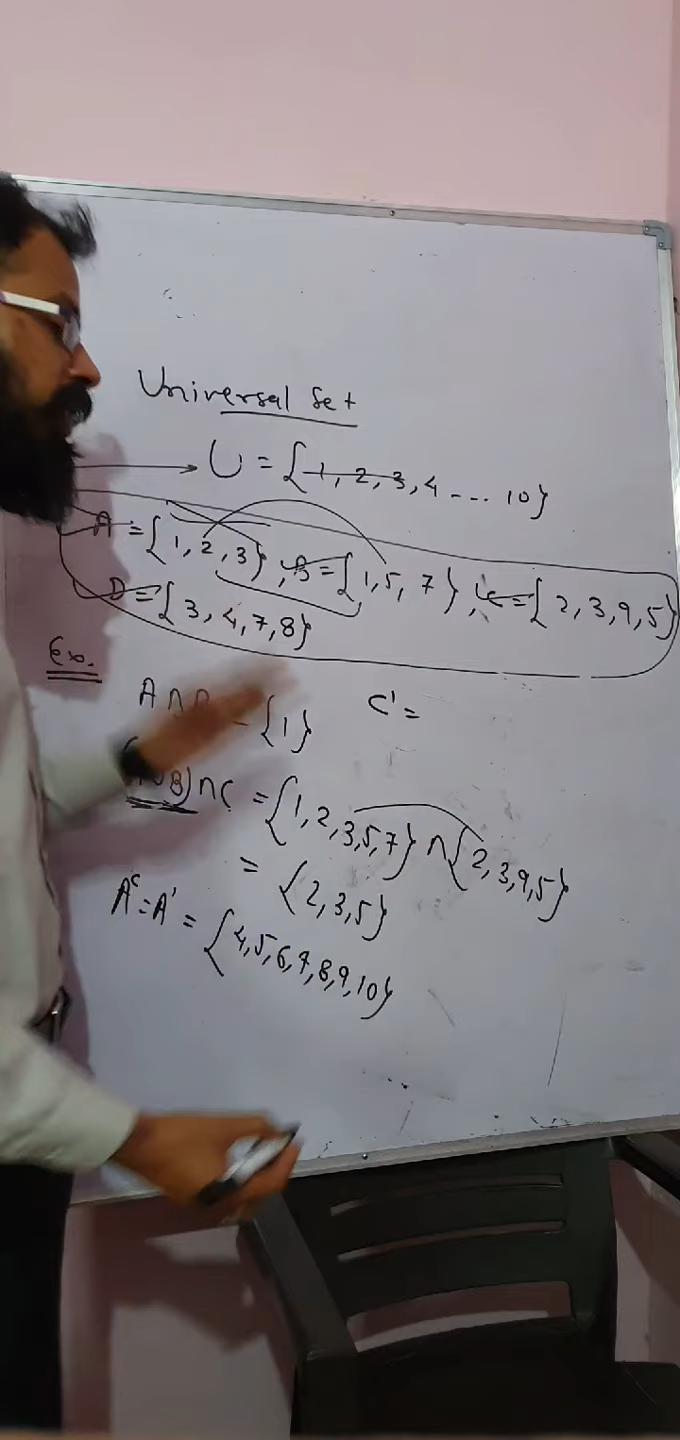 Universal Set
U = {1, 2, 3, 4 --- 10}
A = {1, 2, 3}, B = {1, 5, 7}, C = {2, 3, 9, 5}
D = {3, 4, 7, 8}
Ex.
A ∩ = {1} C' =
B) ∩ C = {1, 2, 3, 5, 7} ∩ {2, 3, 9, 5}
= {2, 3, 5}
Aᶜ = A' = {4, 5, 6, 7, 8, 9, 10}